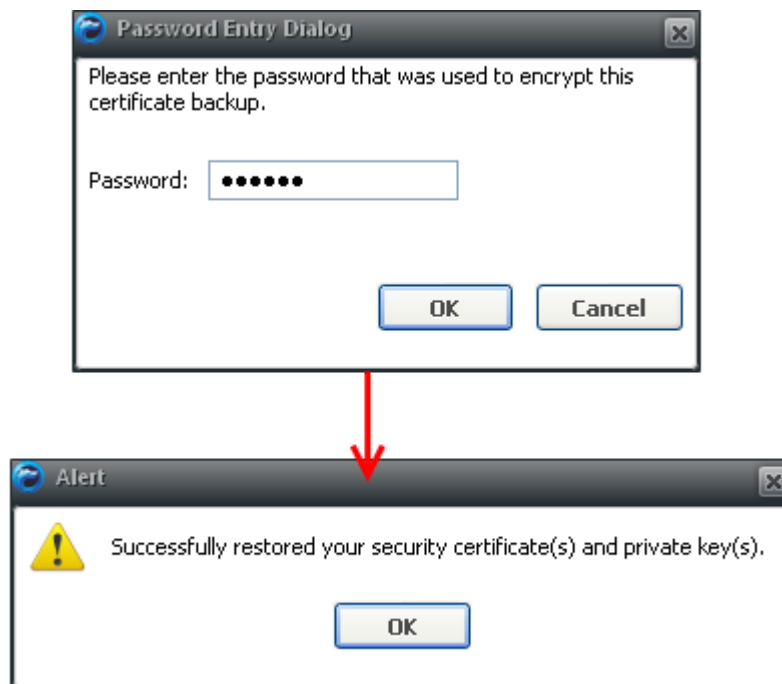 Password Entry Dialog
Please enter the password that was used to encrypt this
certificate backup.
Password: ●●●●●●
OK Cancel
Alert
Successfully restored your security certificate(s) and private key(s).
OK